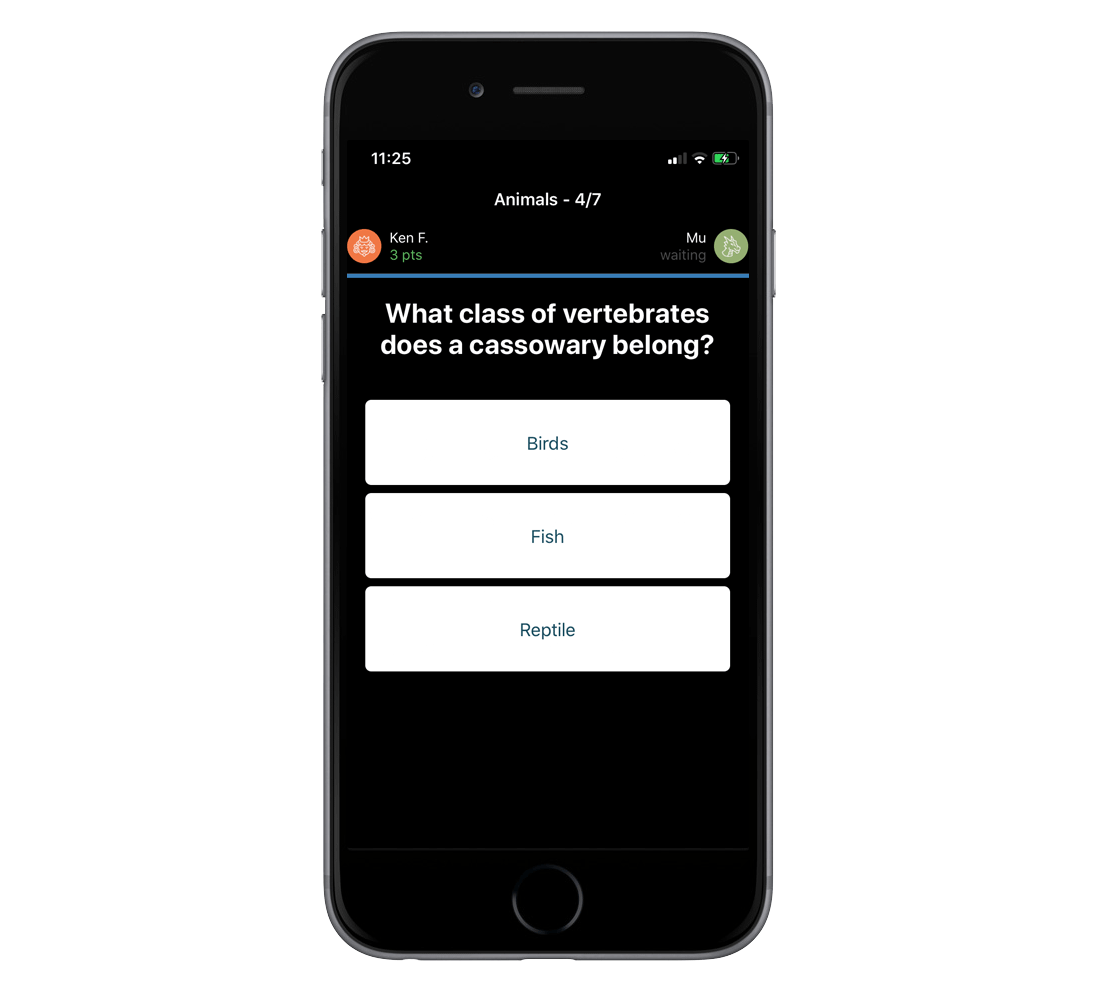 11:25
Animals - 4/7
Ken F.
3 pts
Mu
waiting
What class of vertebrates
does a cassowary belong?
Birds
Fish
Reptile